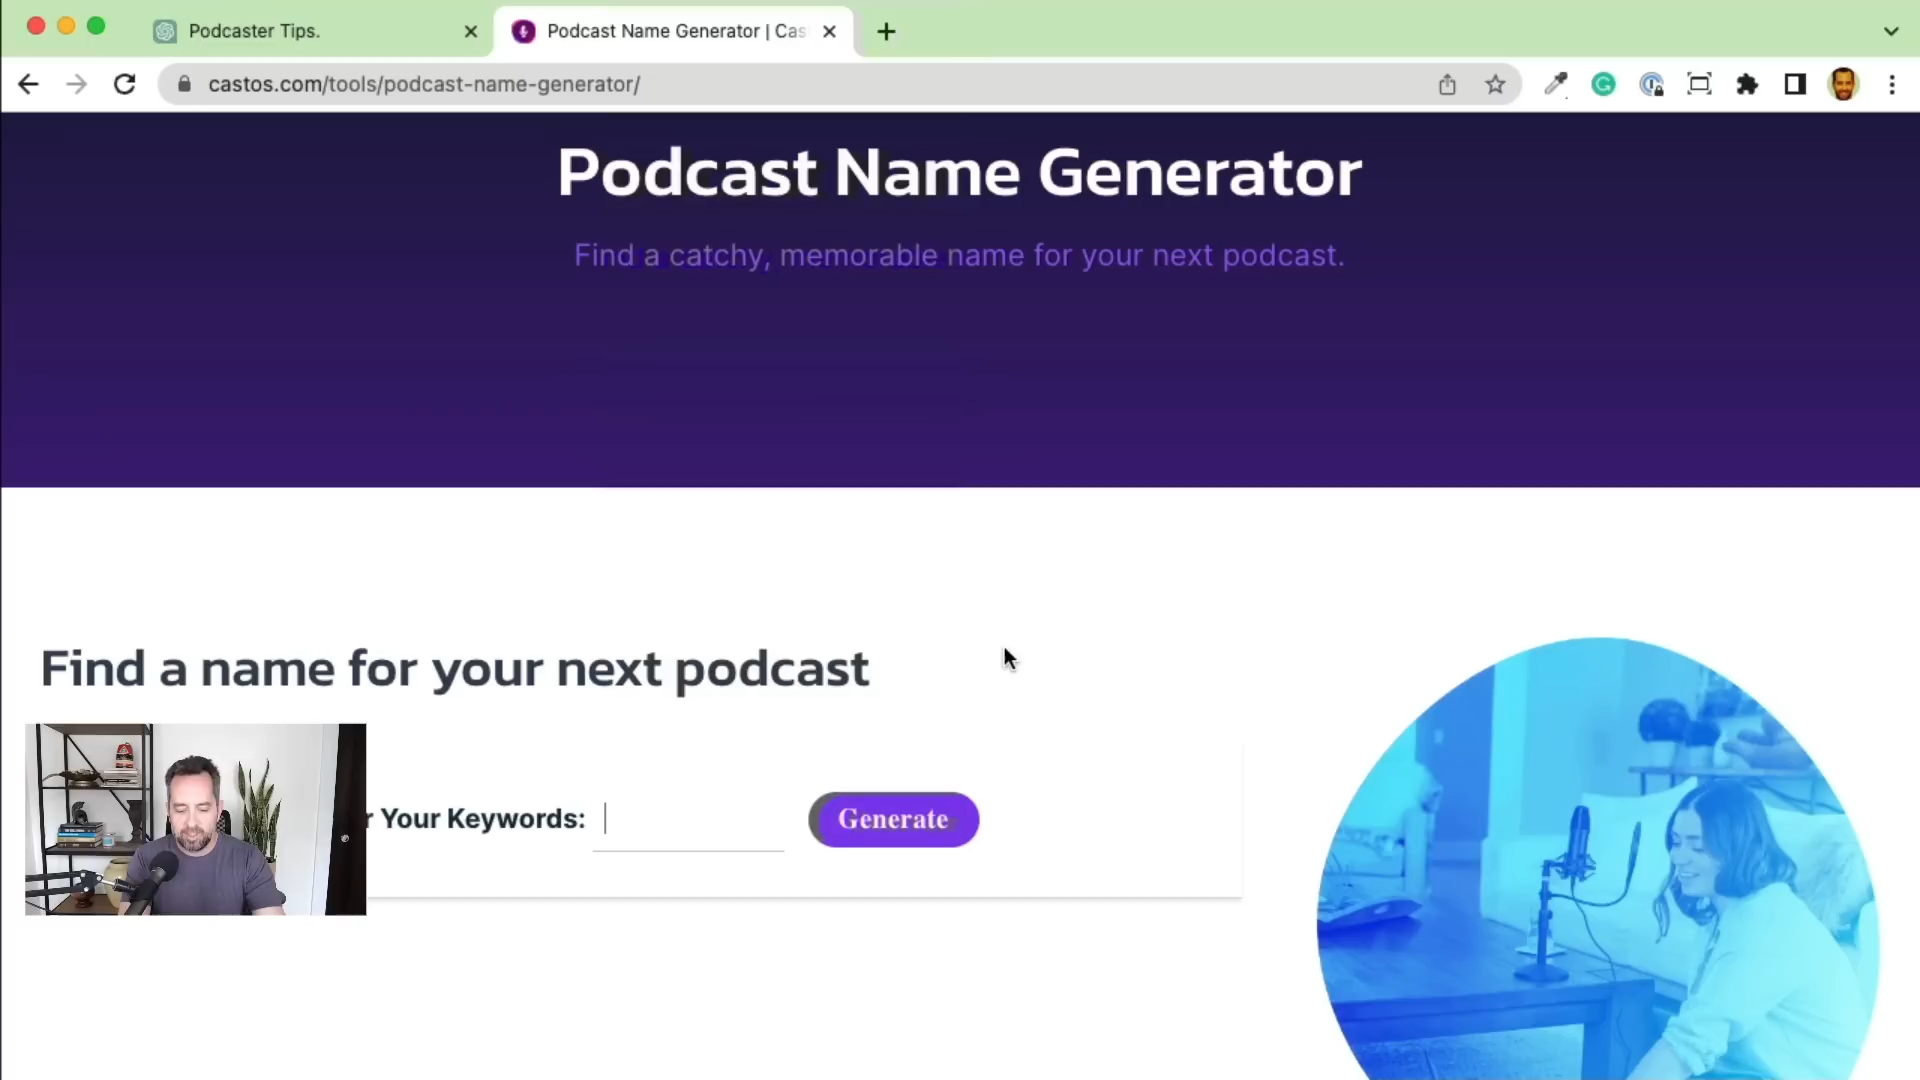 Podcaster Tips.
Podcast Name Generator | Cas
castos.com/tools/podcast-name-generator/
Podcast Name Generator
Find a catchy, memorable name for your next podcast.
Find a name for your next podcast
r Your Keywords:
Generate